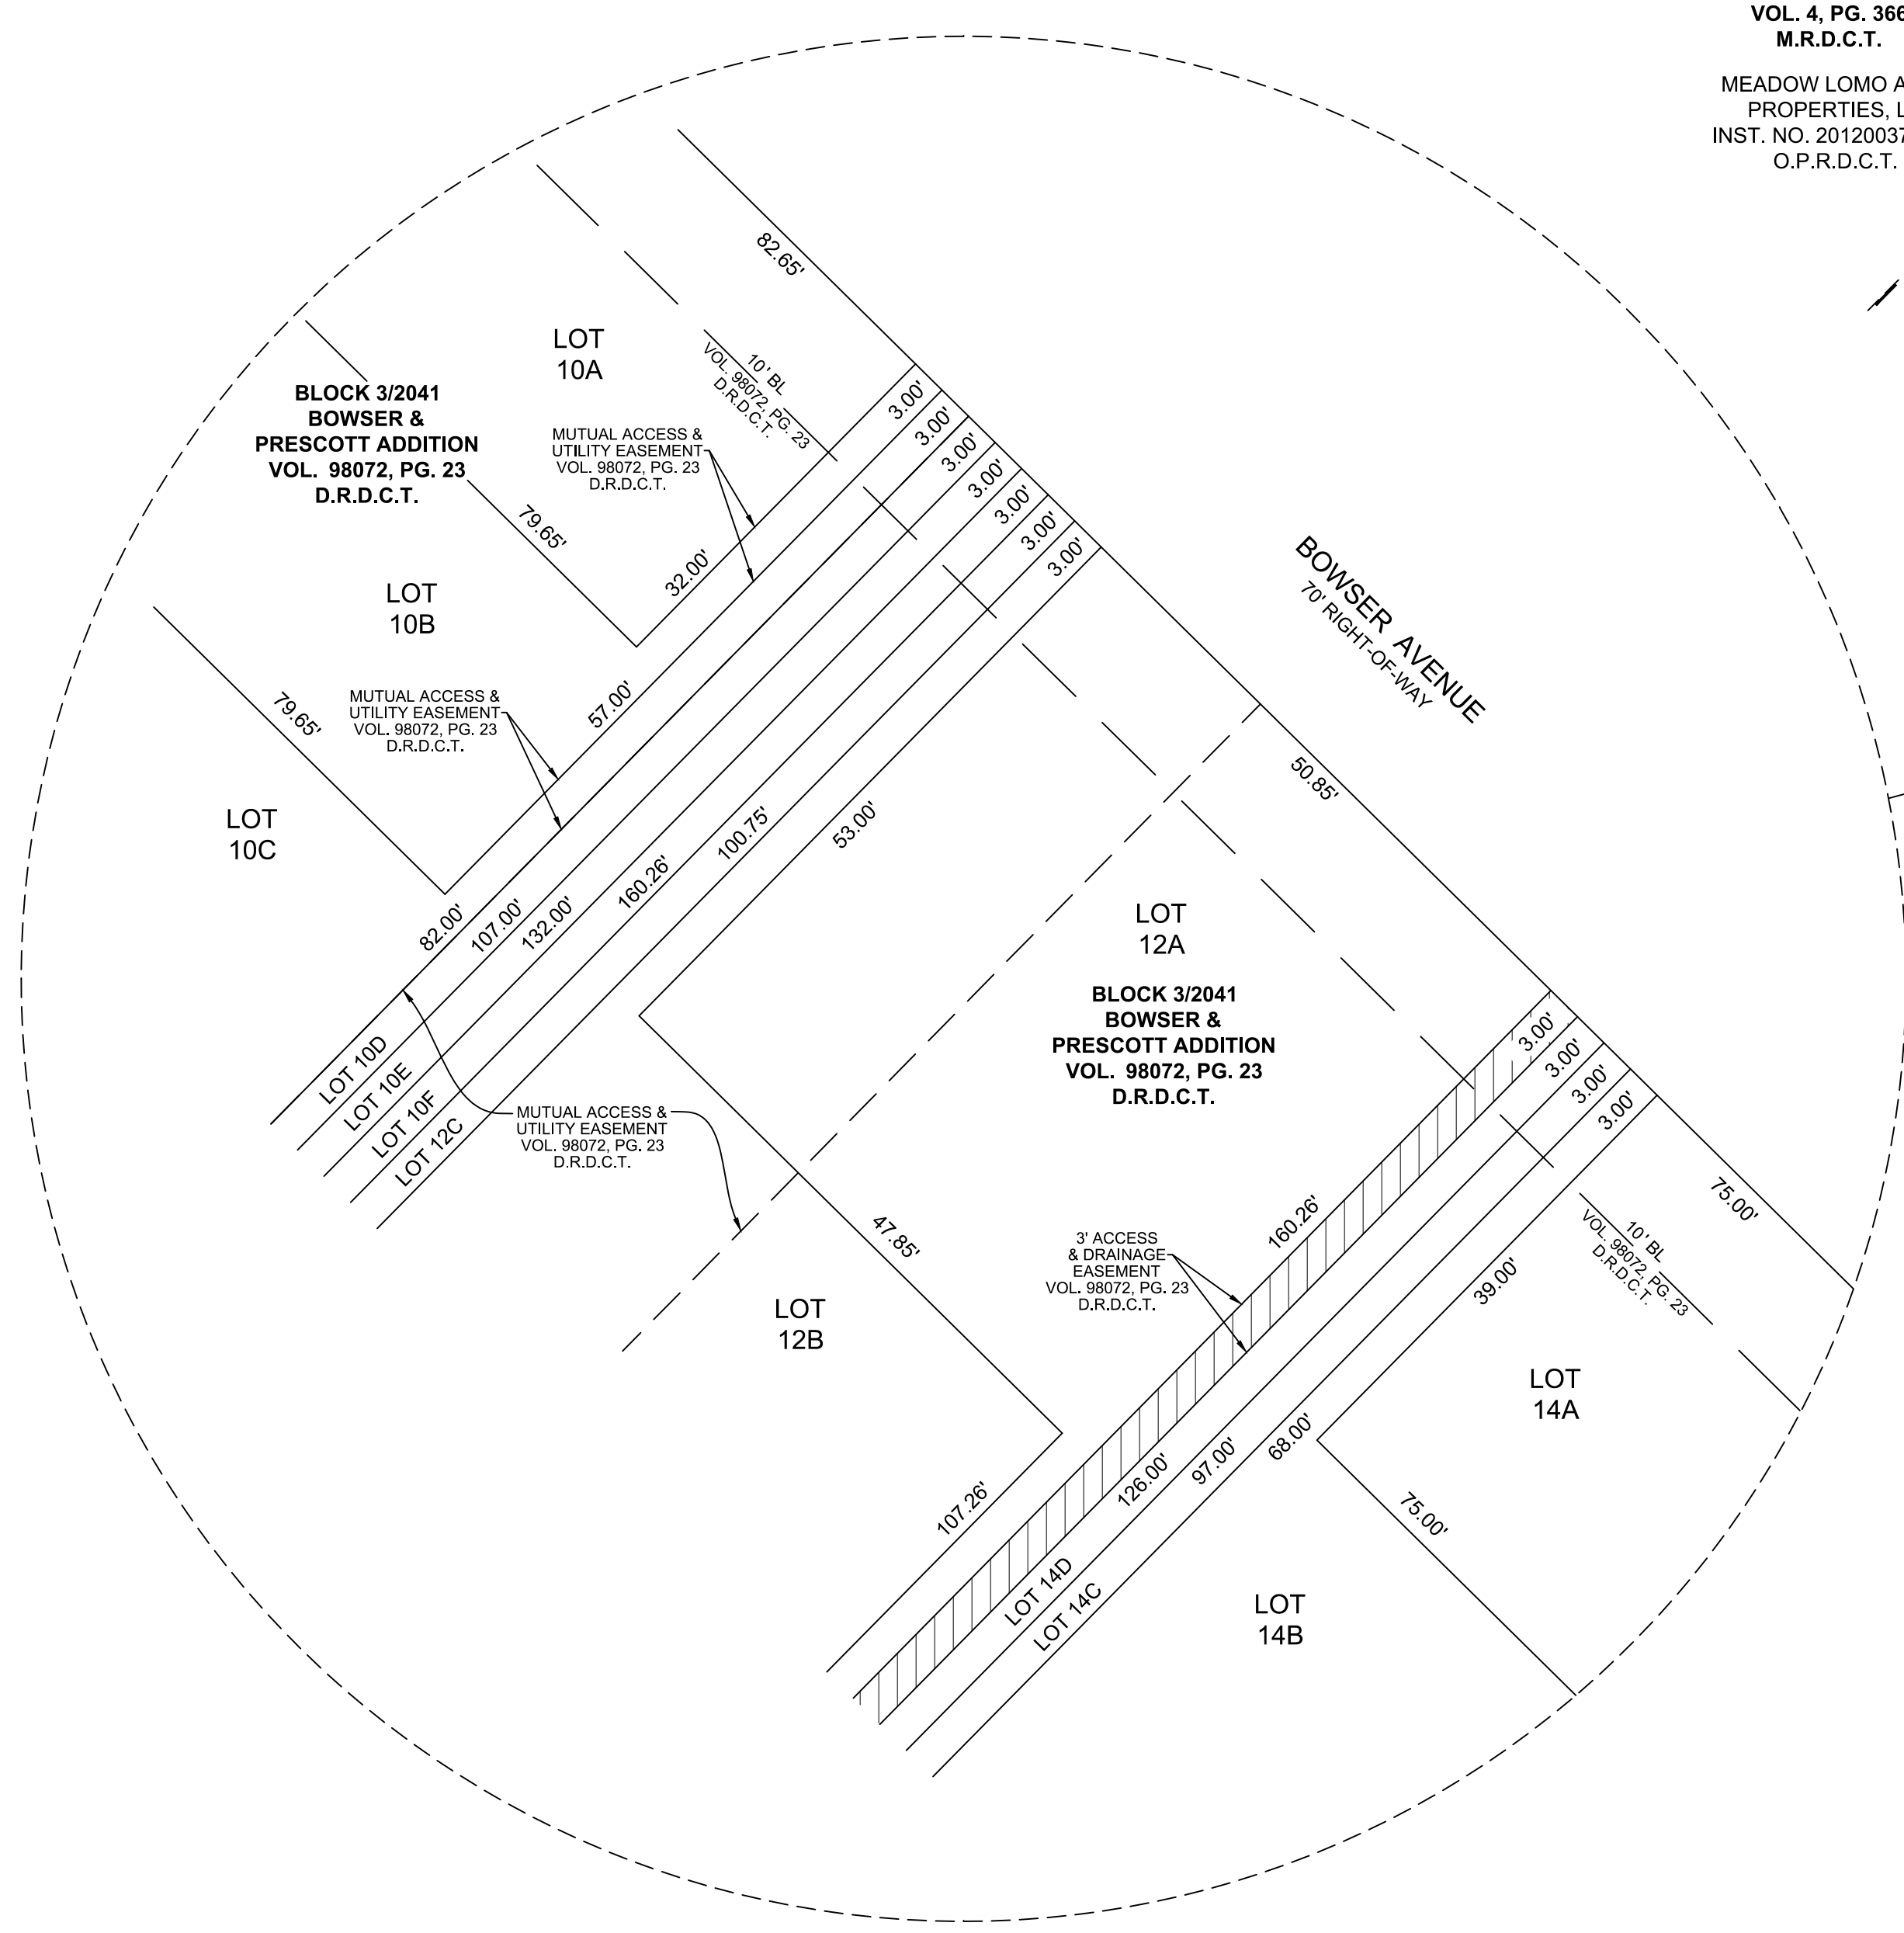 VOL. 4, PG. 366
M.R.D.C.T.
MEADOW LOMO
PROPERTIES,
INST. NO. 20120037
O.P.R.D.C.T.
82.65'
LOT
10A
10' BL
VOL. 98072, PG. 23
D.R.D.C.T.
BLOCK 3/2041
BOWSER &
PRESCOTT ADDITION
VOL. 98072, PG. 23
D.R.D.C.T.
MUTUAL ACCESS &
UTILITY EASEMENT
VOL. 98072, PG. 23
D.R.D.C.T.
3.00'
3.00'
3.00'
3.00'
3.00'
3.00'
3.00'
79.65'
32.00'
LOT
10B
BOWSER AVENUE
70' RIGHT-OF-WAY
MUTUAL ACCESS &
UTILITY EASEMENT
VOL. 98072, PG. 23
D.R.D.C.T.
79.65'
57.00'
50.85'
LOT
10C
53.00'
100.75'
160.26'
132.00'
107.00'
82.00'
LOT
12A
BLOCK 3/2041
BOWSER &
PRESCOTT ADDITION
VOL. 98072, PG. 23
D.R.D.C.T.
3.00'
3.00'
3.00'
3.00'
LOT 10D
LOT 10E
LOT 10F
LOT 12C
MUTUAL ACCESS &
UTILITY EASEMENT
VOL. 98072, PG. 23
D.R.D.C.T.
75.00'
47.85'
160.26'
3' ACCESS
& DRAINAGE
EASEMENT
VOL. 98072, PG. 23
D.R.D.C.T.
10' BL
VOL. 98072, PG. 23
D.R.D.C.T.
39.00'
LOT
12B
LOT
14A
68.00'
97.00'
126.00'
107.26'
75.00'
LOT 14D
LOT 14C
LOT
14B